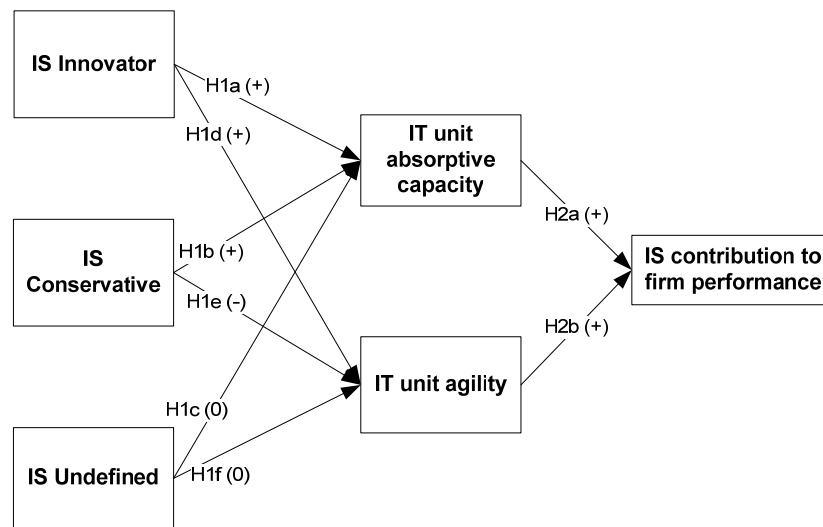 IS Innovator
H1a (+)
H1d (+)
IT unit
absorptive
capacity
H2a (+)
IS
Conservative
H1b (+)
H1e (-)
IS contribution to
firm performance
H2b (+)
IT unit agility
H1c (0)
IS Undefined
H1f (0)